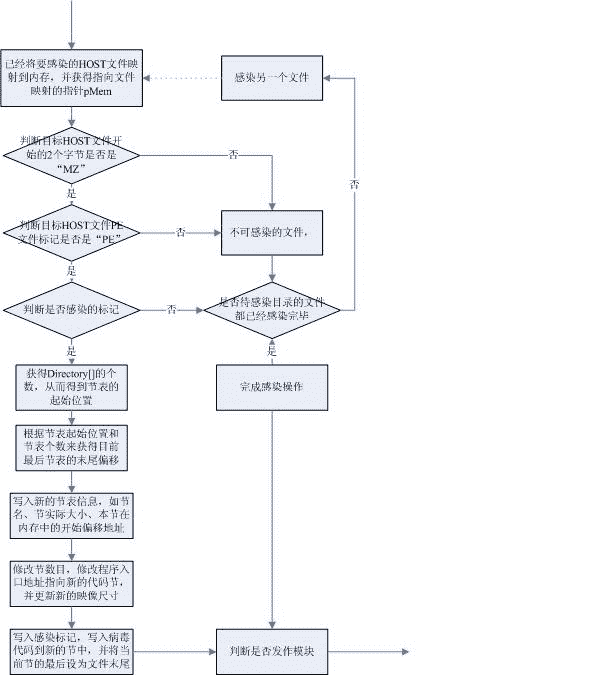 已经将要感染的HOST文件映
射到内存，并获得指向文件
映射的指针pMem
感染另一个文件
判断目标HOST文件开
始的2个字节是否是
“MZ”
否
否
是
判断目标HOST文件PE
文件标记是否是“PE”
否
不可感染的文件，
是
判断是否感染的标记
否
是否待感染目录的文件
都已经感染完毕
是
是
获得Directory[]的个
数，从而得到节表的
起始位置
完成感染操作
根据节表起始位置和
节表个数来获得目前
最后节表的末尾偏移
写入新的节表信息，如节
名、节实际大小、本节在
内存中的开始偏移地址
修改节数目，修改程序入
口地址指向新的代码节，
并更新新的映像尺寸
写入感染标记，写入病毒
代码到新的节中，并将当
前节的最后设为文件末尾
判断是否发作模块